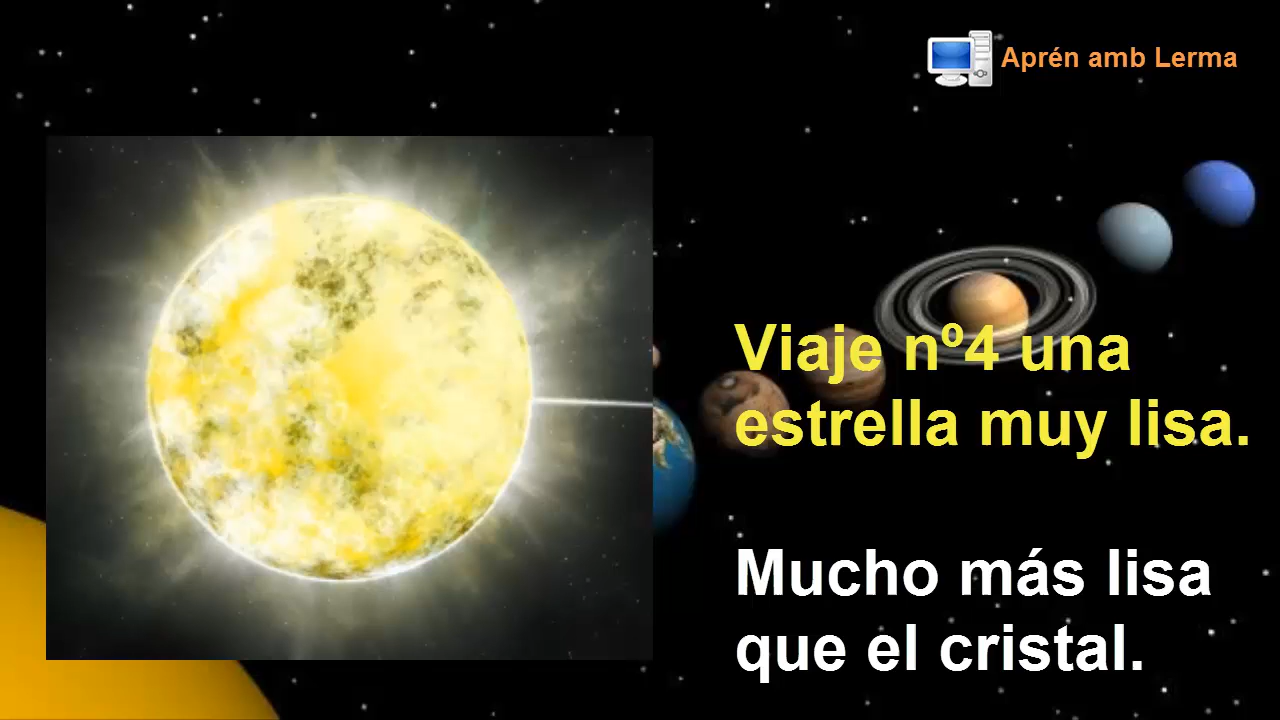 Aprén amb Lerma
Viaje nº4 una
estrella muy lisa.
Mucho más lisa
que el cristal.